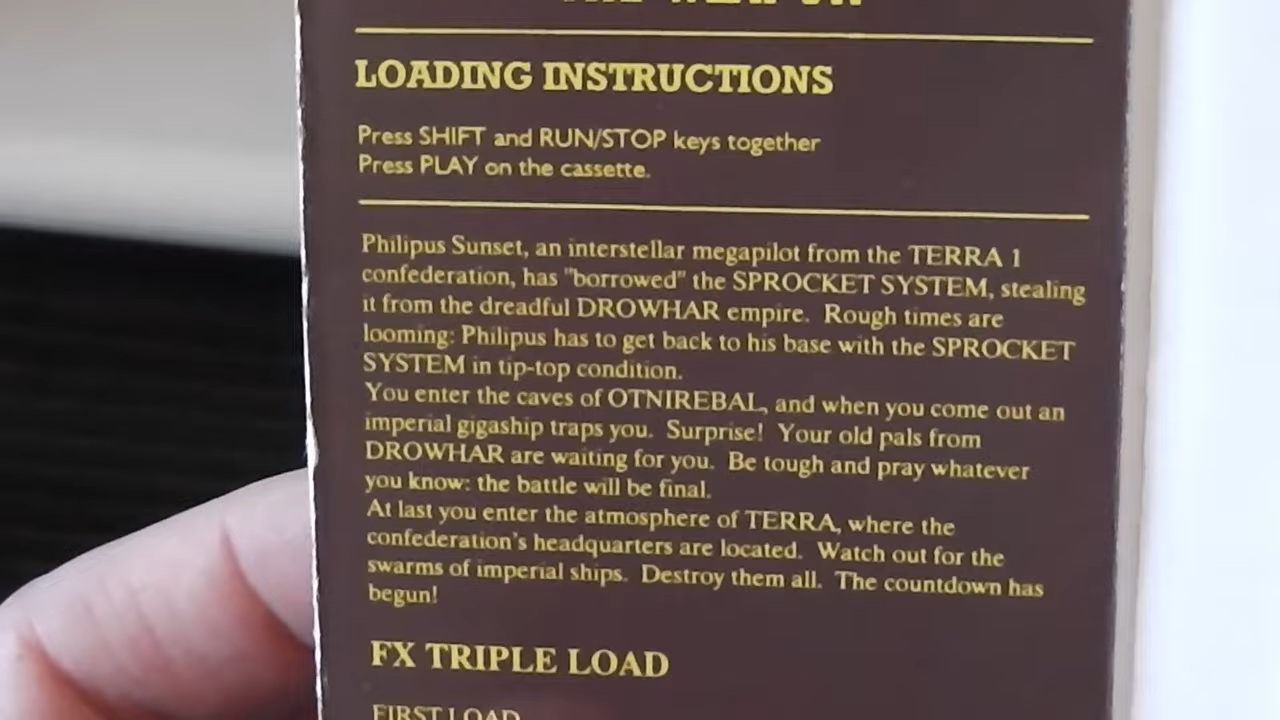 LOADING INSTRUCTIONS
Press SHIFT and RUN/STOP keys together
Press PLAY on the cassette.
Philipus Sunset, an interstellar megapilot from the TERRA 1
confederation, has "borrowed" the SPROCKET SYSTEM, stealing
it from the dreadful DROWHAR empire. Rough times are
looming: Philipus has to get back to his base with the SPROCKET
SYSTEM in tip-top condition.
You enter the caves of OTNIREBAL, and when you come out an
imperial gigaship traps you. Surprise! Your old pals from
DROWHAR are waiting for you. Be tough and pray whatever
you know: the battle will be final.
At last you enter the atmosphere of TERRA, where the
confederation's headquarters are located. Watch out for the
swarms of imperial ships. Destroy them all. The countdown has
begun!
FX TRIPLE LOAD
FIRST LOAD